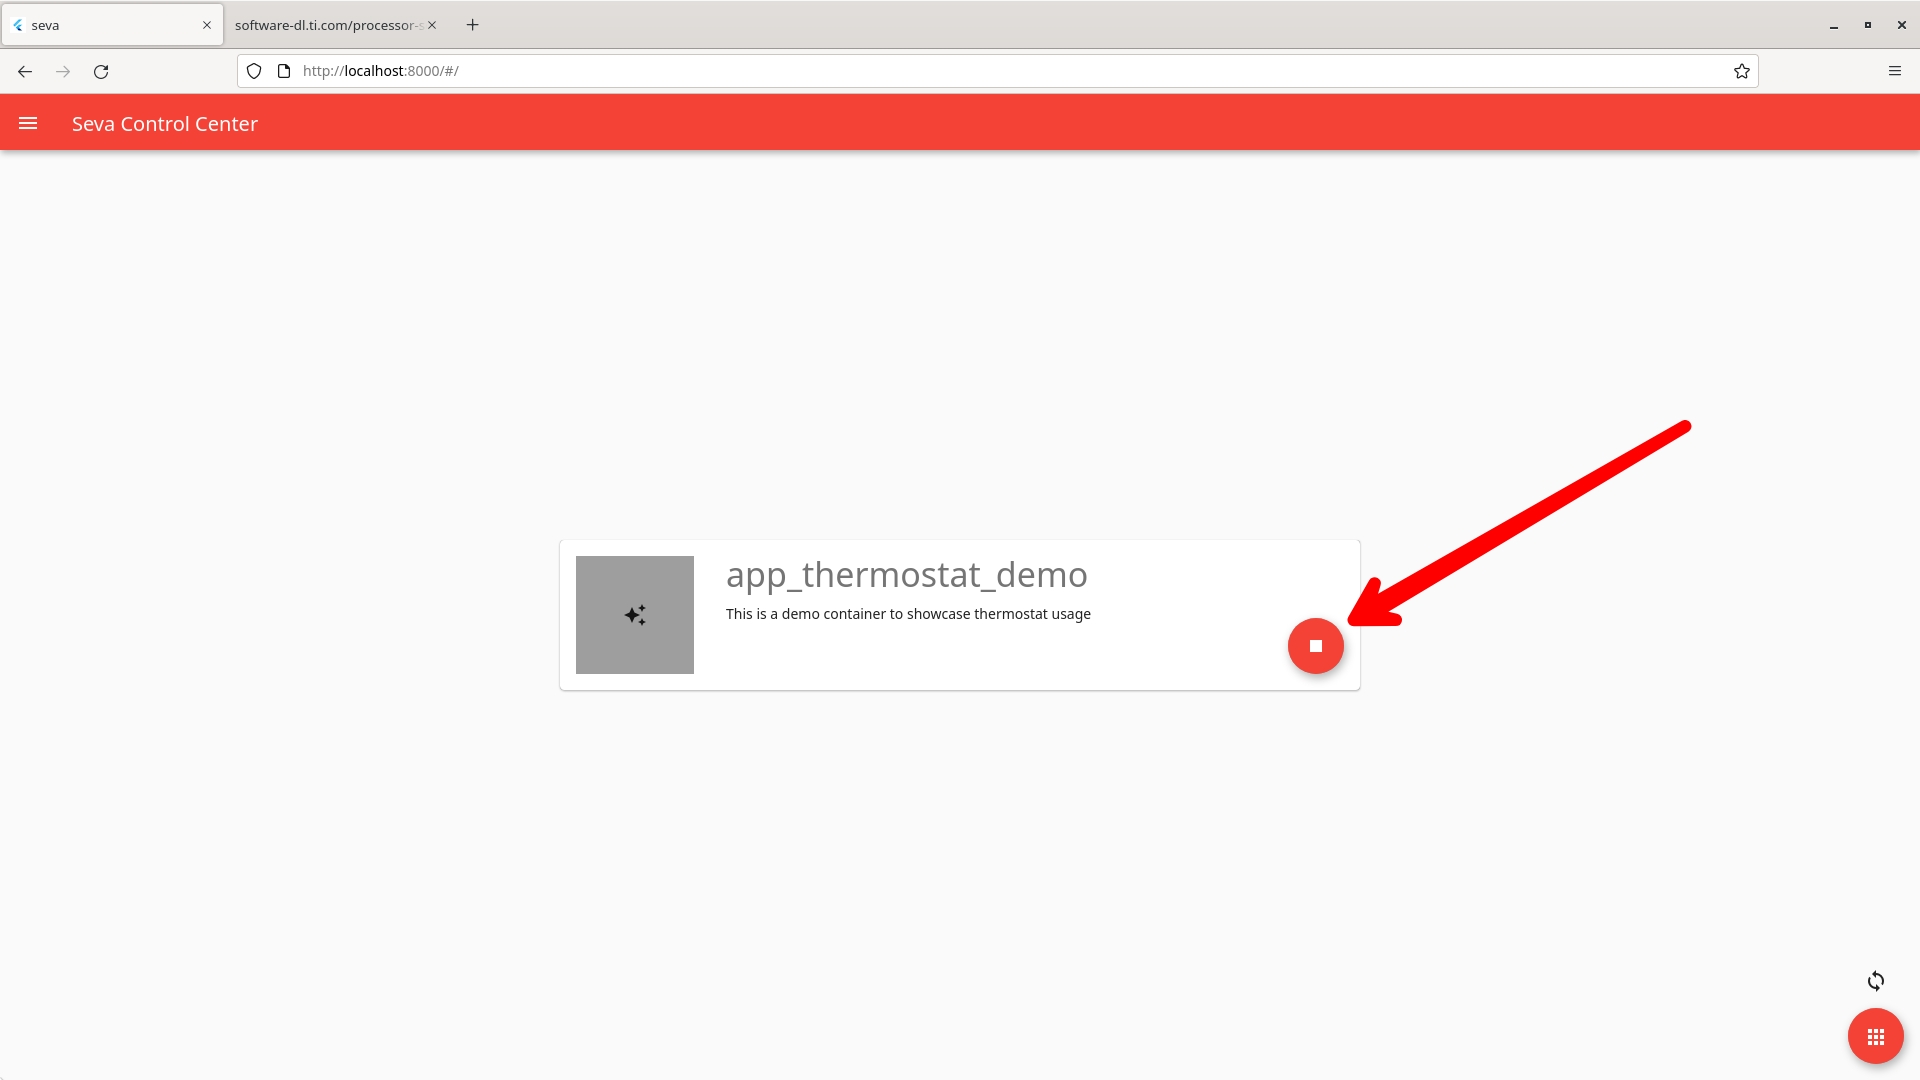 seva
software-dl.ti.com/processor-s
http://localhost:8000/#/
Seva Control Center
app_thermostat_demo
This is a demo container to showcase thermostat usage